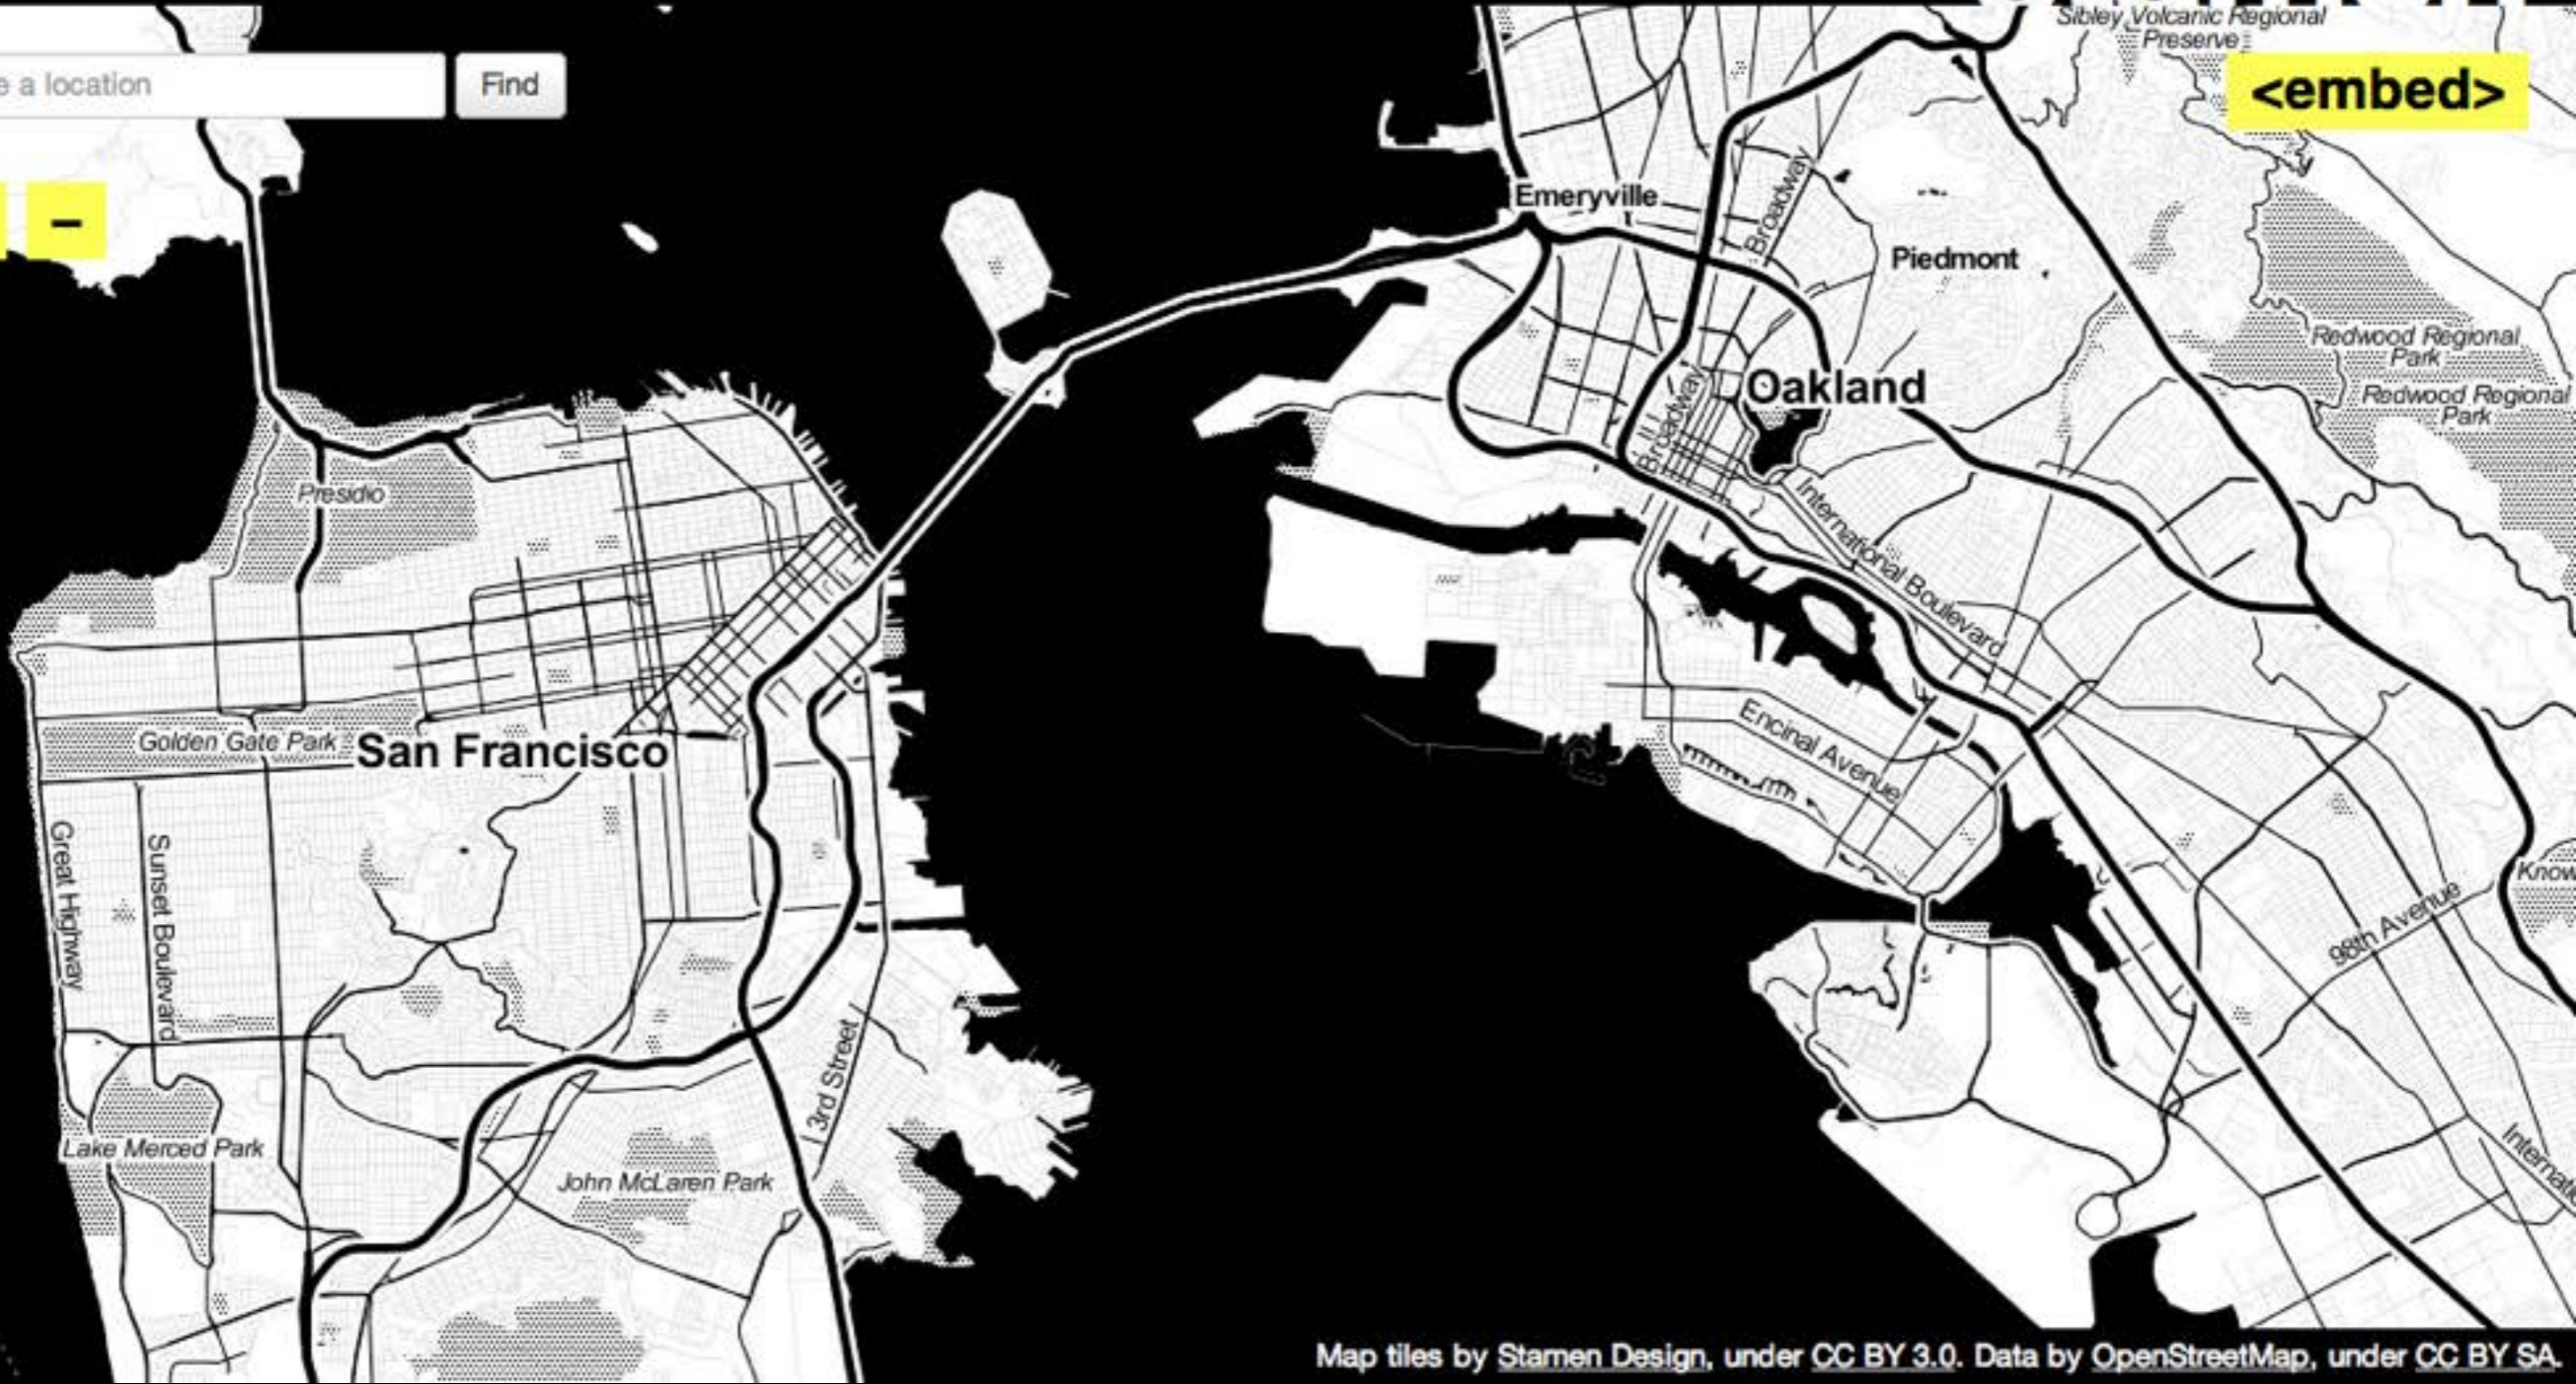 Sibley Volcanic Regional
Preserve
e a location
Find
<embed>
–
Emeryville
Broadway
Piedmont
Redwood Regional
Park
Oakland
Redwood Regional
Park
Broadway
Presidio
International Boulevard
Golden Gate Park
San Francisco
Encinal Avenue
Great Highway
Sunset Boulevard
Know
98th Avenue
3rd Street
Lake Merced Park
John McLaren Park
Internatio
Map tiles by Stamen Design, under CC BY 3.0. Data by OpenStreetMap, under CC BY SA.